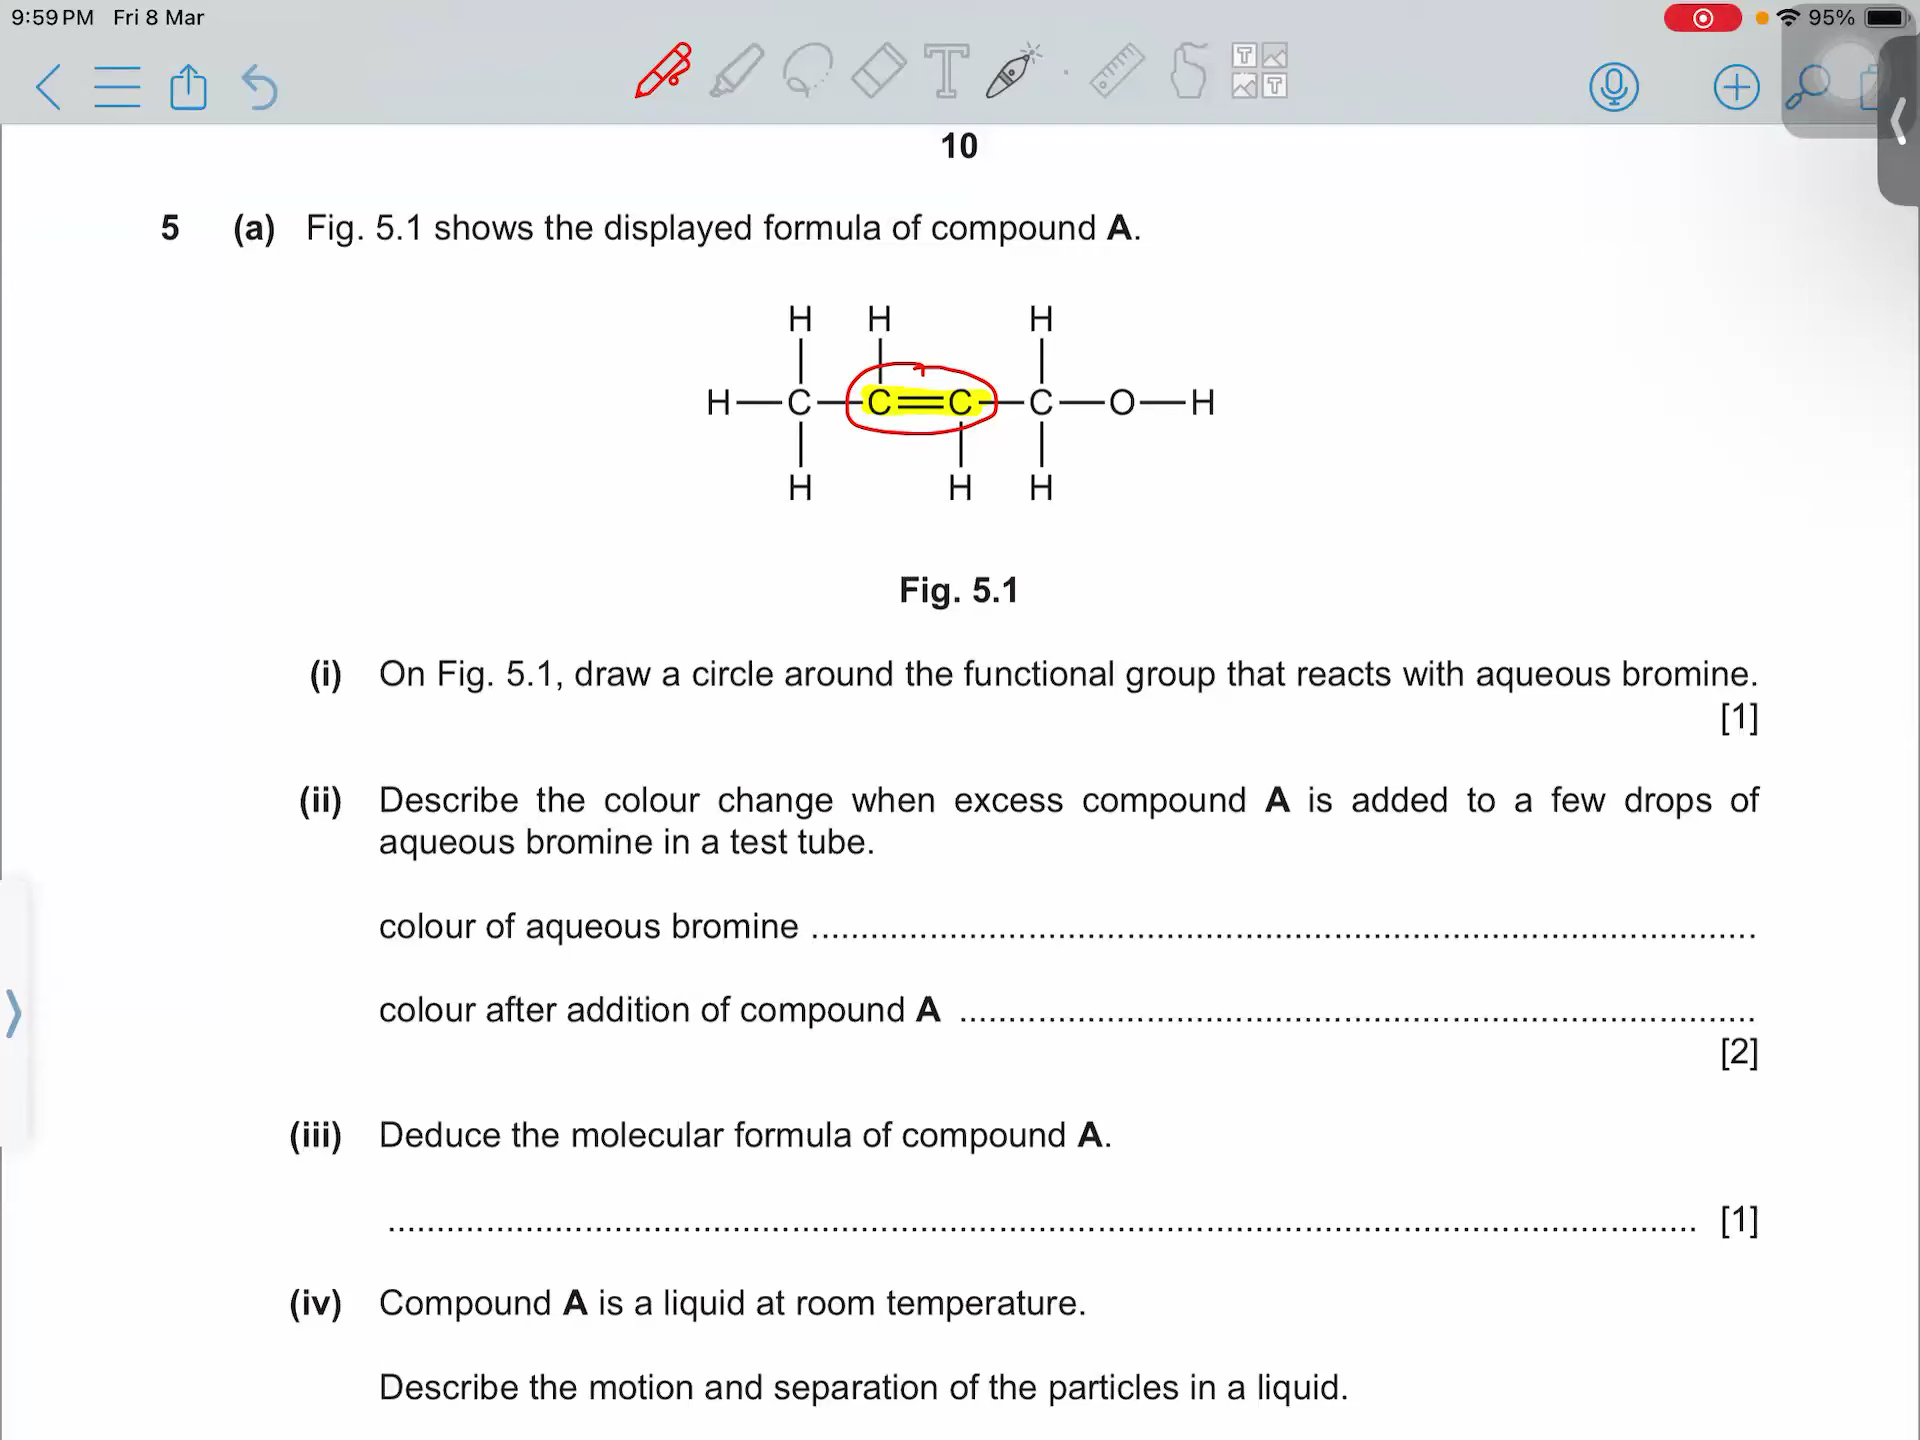 9:59 PM Fri 8 Mar
95%
10
5 (a) Fig. 5.1 shows the displayed formula of compound A.
H H H
H—C—C=C—C—O—H
H H H
Fig. 5.1
(i) On Fig. 5.1, draw a circle around the functional group that reacts with aqueous bromine.
[1]
(ii) Describe the colour change when excess compound A is added to a few drops of
aqueous bromine in a test tube.
colour of aqueous bromine ..........................................................................................
colour after addition of compound A ..........................................................................
[2]
(iii) Deduce the molecular formula of compound A.
.......................................................................................................................... [1]
(iv) Compound A is a liquid at room temperature.
Describe the motion and separation of the particles in a liquid.